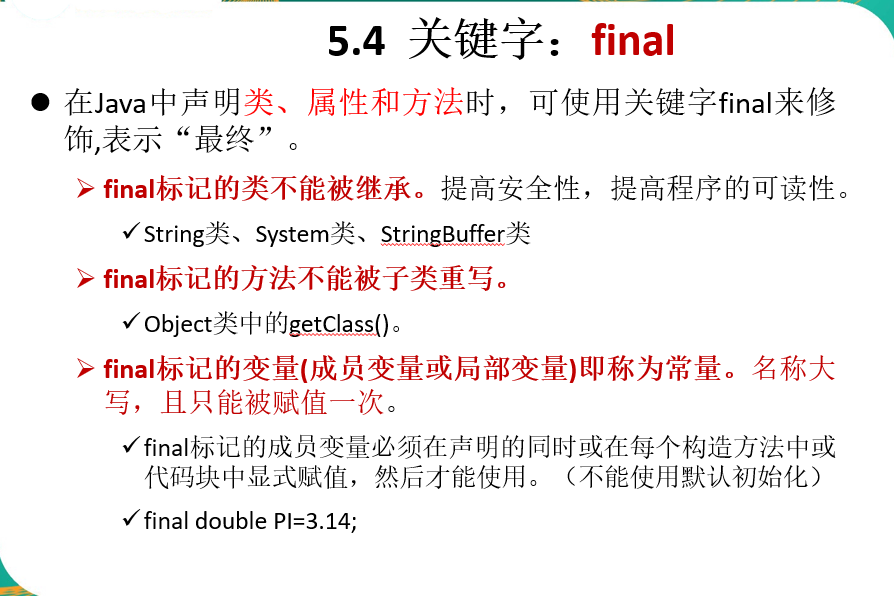 5.4 关键字：final
● 在Java中声明类、属性和方法时，可使用关键字final来修
饰,表示“最终”。
➢ final标记的类不能被继承。提高安全性，提高程序的可读性。
✓ String类、System类、StringBuffer类
➢ final标记的方法不能被子类重写。
✓ Object类中的getClass()。
➢ final标记的变量(成员变量或局部变量)即称为常量。名称大
写，且只能被赋值一次。
✓ final标记的成员变量必须在声明的同时或在每个构造方法中或
代码块中显式赋值，然后才能使用。（不能使用默认初始化）
✓ final double PI=3.14;